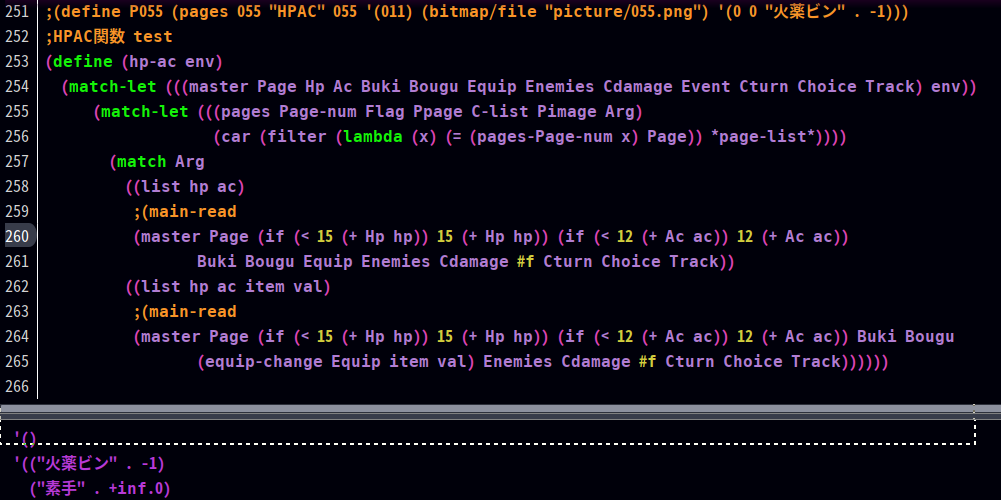 251 ;(define P055 (pages 055 "HPAC" 055 '(011) (bitmap/file "picture/055.png") '(0 0 "火薬ビン" . -1)))
252 ;HPAC関数 test
253 (define (hp-ac env)
254 (match-let (((master Page Hp Ac Buki Bougu Equip Enemies Cdamage Event Cturn Choice Track) env))
255 (match-let (((pages Page-num Flag Ppage C-list Pimage Arg)
256 (car (filter (lambda (x) (= (pages-Page-num x) Page)) *page-list*))))
257 (match Arg
258 ((list hp ac)
259 ;(main-read
260 (master Page (if (< 15 (+ Hp hp)) 15 (+ Hp hp)) (if (< 12 (+ Ac ac)) 12 (+ Ac ac))
261 Buki Bougu Equip Enemies Cdamage #f Cturn Choice Track))
262 ((list hp ac item val)
263 ;(main-read
264 (master Page (if (< 15 (+ Hp hp)) 15 (+ Hp hp)) (if (< 12 (+ Ac ac)) 12 (+ Ac ac)) Buki Bougu
265 (equip-change Equip item val) Enemies Cdamage #f Cturn Choice Track))))))
266
'()
'(("火薬ビン" . -1)
("素手" . +inf.0)